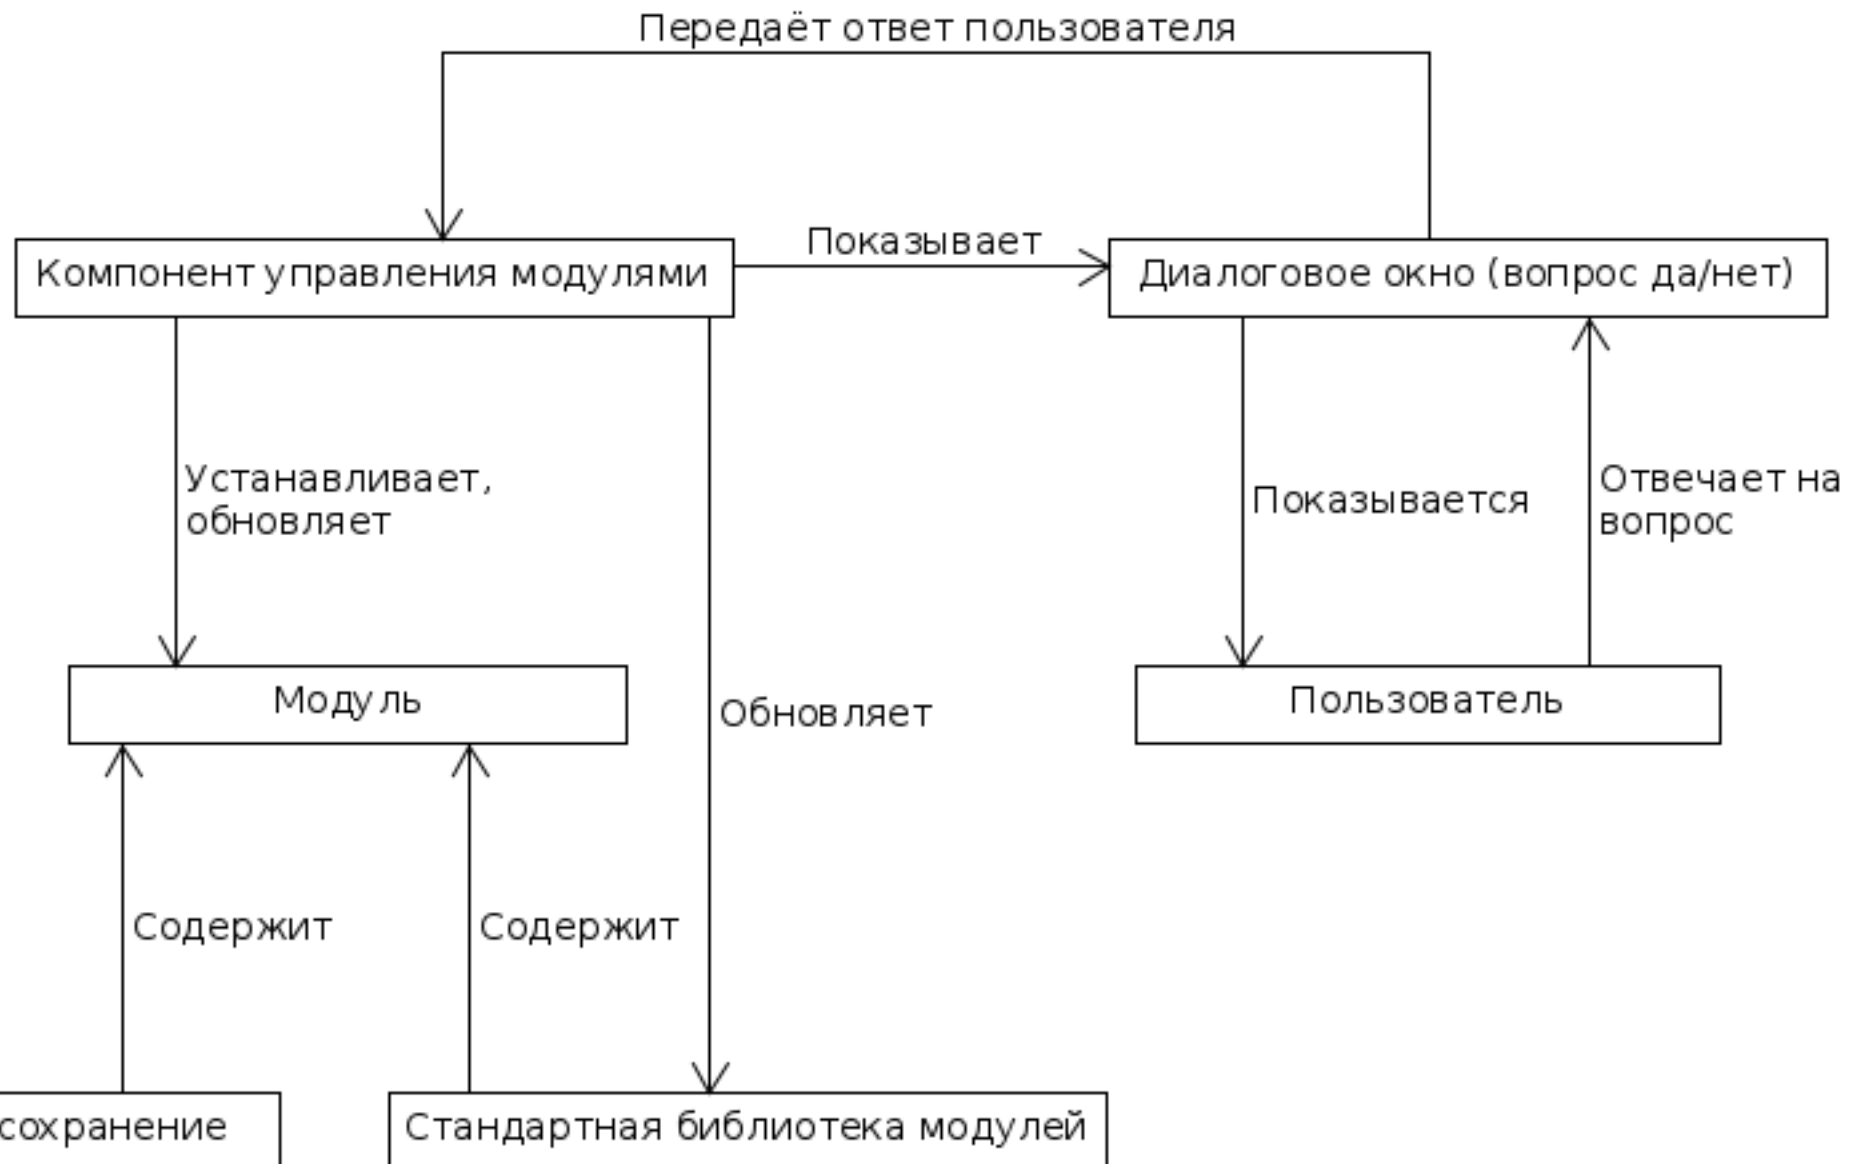 Передаёт ответ пользователя
Показывает
Компонент управления модулями
Диалоговое окно (вопрос да/нет)
Устанавливает,
обновляет
Показывается
Отвечает на
вопрос
Модуль
Обновляет
Пользователь
Содержит
Содержит
сохранение
Стандартная библиотека модулей